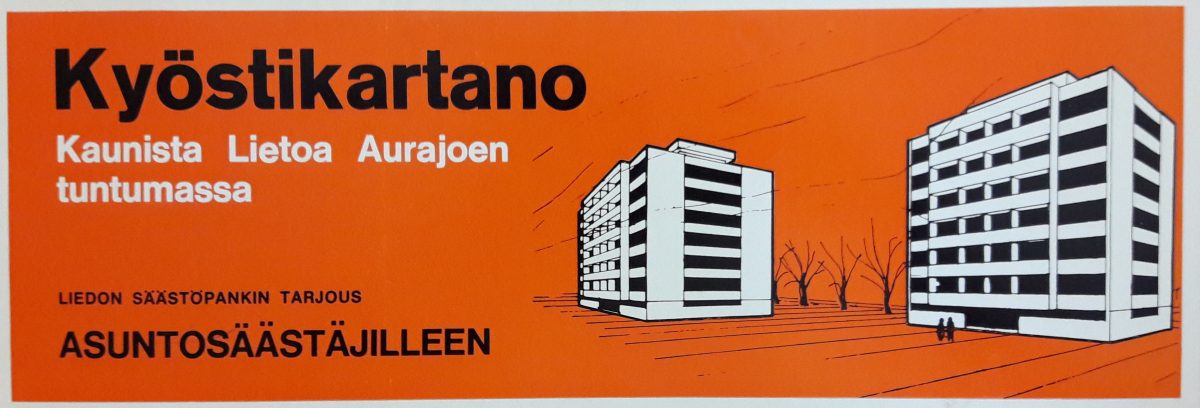 Kyöstikartano
Kaunista Lietoa Aurajoen
tuntumassa
LIEDON SÄÄSTÖPANKIN TARJOUS
ASUNTOSÄÄSTÄJILLEEN